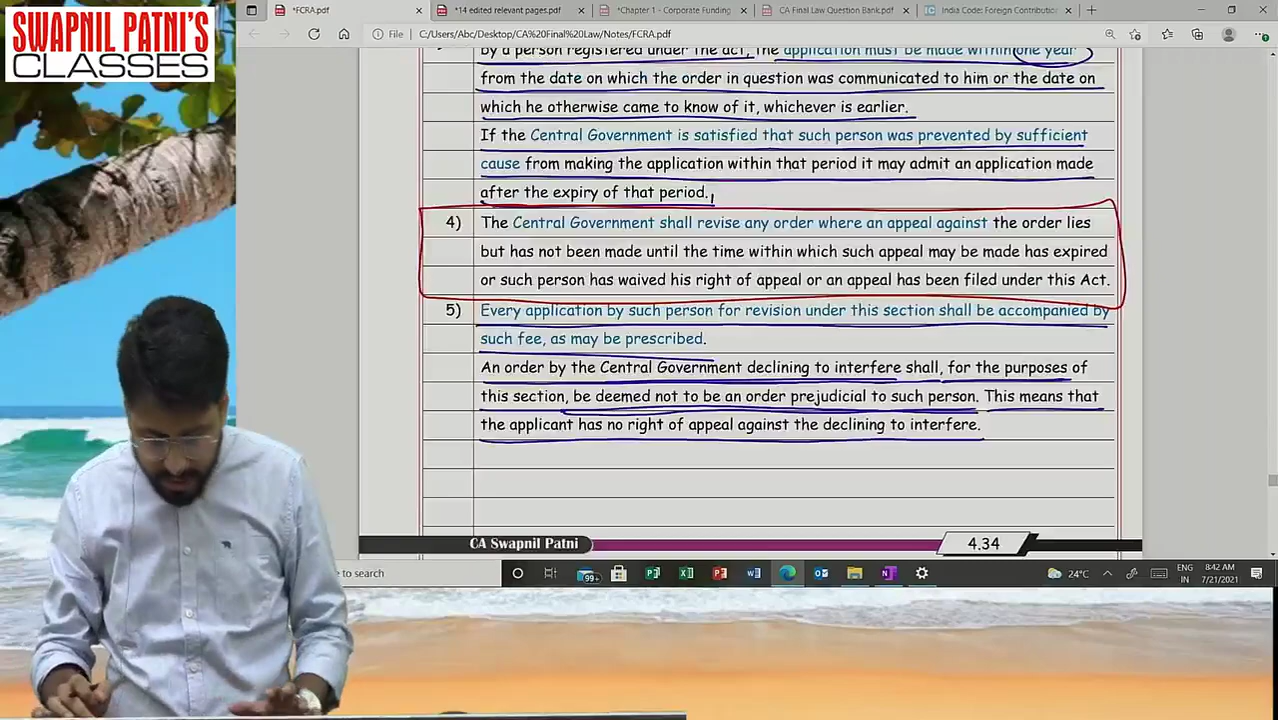 SWAPNIL PATNI'S
CLASSES
*FCRA.pdf
*14 edited relevant pages.pdf
*Chapter 1 - Corporate Funding
CA Final Law Question Bank.pdf
India Code: Foreign Contribution
File
C:/Users/Abc/Desktop/CA%20Final%20Law/Notes/FCRA.pdf
by a person registered under the act, the application must be made within one year
from the date on which the order in question was communicated to him or the date on
which he otherwise came to know of it, whichever is earlier.
If the Central Government is satisfied that such person was prevented by sufficient
cause from making the application within that period it may admit an application made
after the expiry of that period.
4) The Central Government shall revise any order where an appeal against the order lies
but has not been made until the time within which such appeal may be made has expired
or such person has waived his right of appeal or an appeal has been filed under this Act.
5) Every application by such person for revision under this section shall be accompanied by
such fee, as may be prescribed.
An order by the Central Government declining to interfere shall, for the purposes of
this section, be deemed not to be an order prejudicial to such person. This means that
the applicant has no right of appeal against the declining to interfere.
CA Swapnil Patni
4.34
e to search
99+
24°C
ENG
IN
8:42 AM
7/21/2021